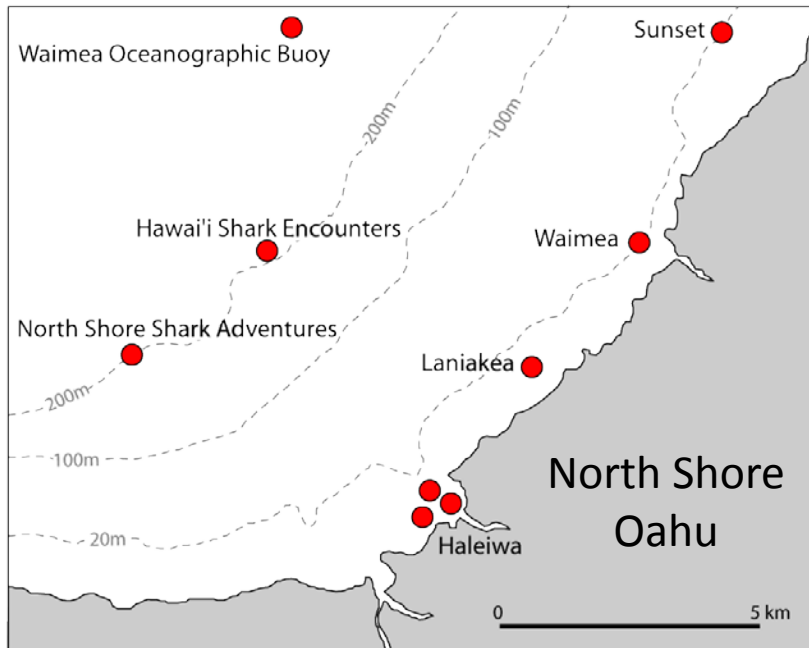 Sunset
Waimea Oceanographic Buoy
200m
100m
Hawai'i Shark Encounters
Waimea
North Shore Shark Adventures
Laniakea
200m
100m
North Shore
Oahu
20m
Haleiwa
0 5 km